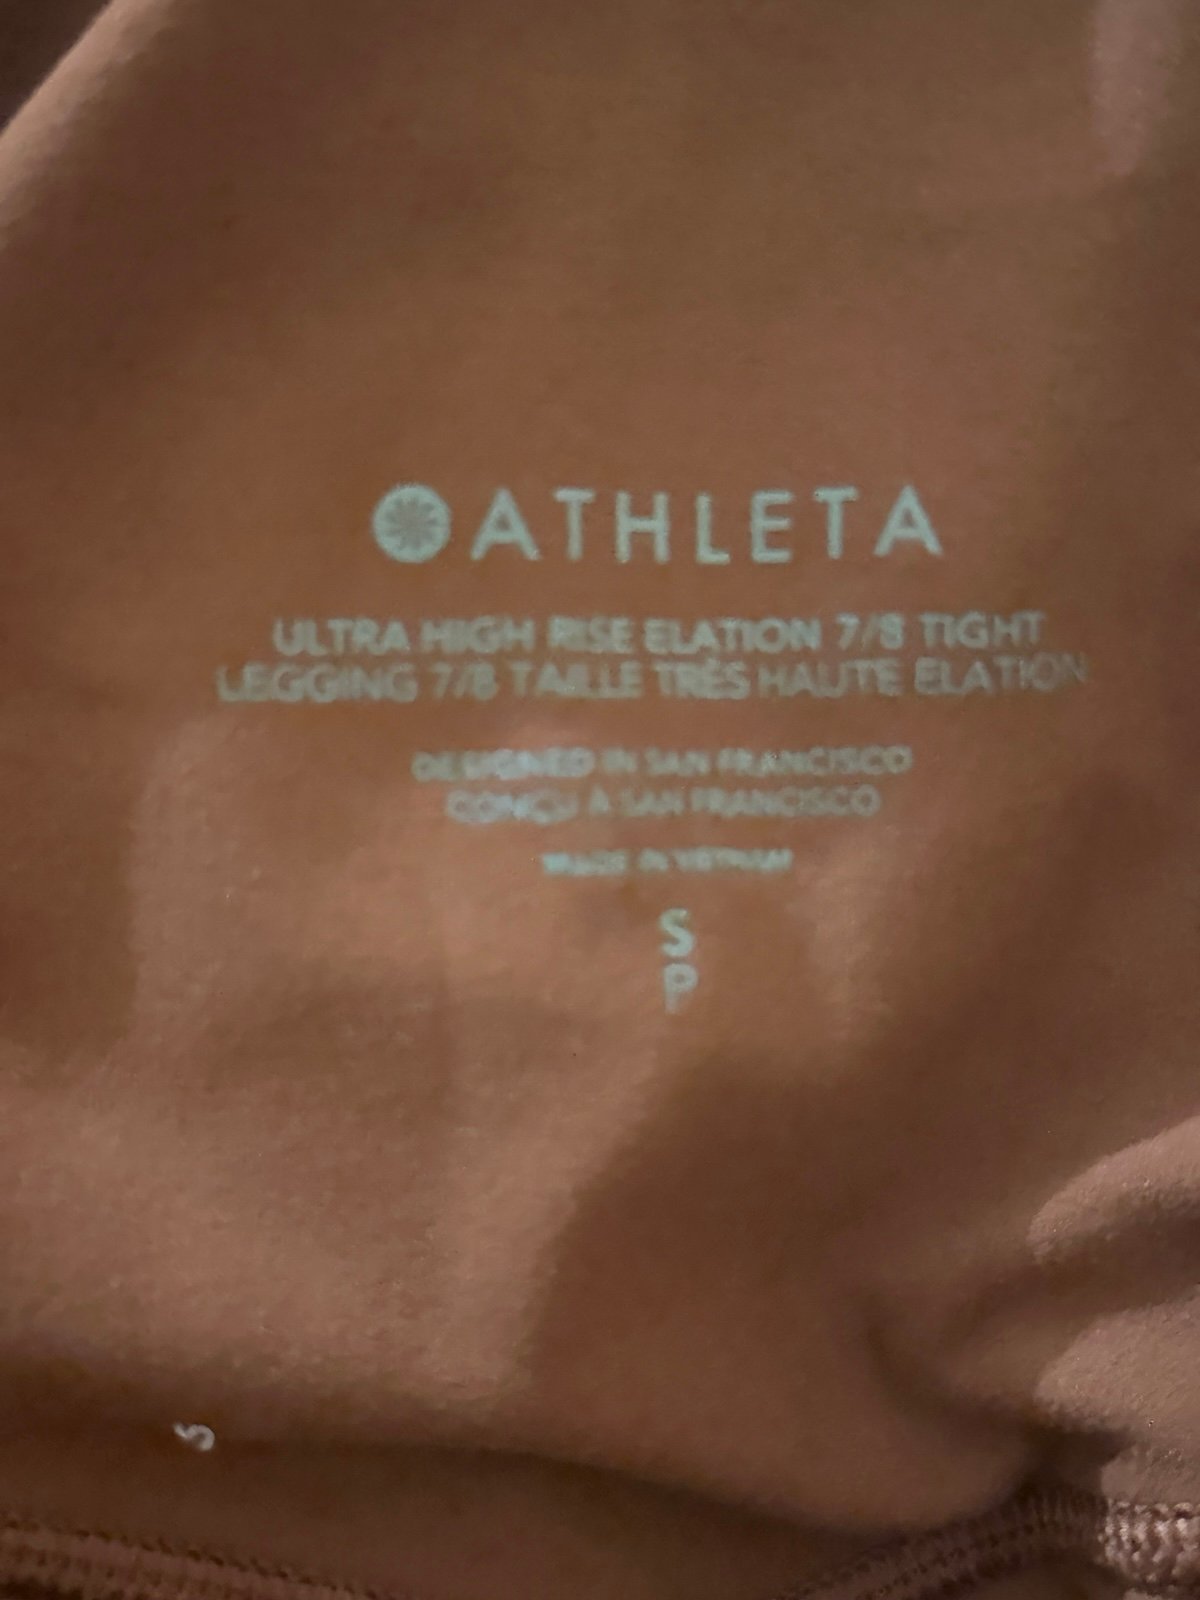 ATHLETA
ULTRA HIGH RISE ELATION 7/8 TIGHT
LEGGING 7/8 TAILLE TRÈS HAUTE ELATION
DESIGNED IN SAN FRANCISCO
CONÇU À SAN FRANCISCO
MADE IN VIETNAM
S
P
S